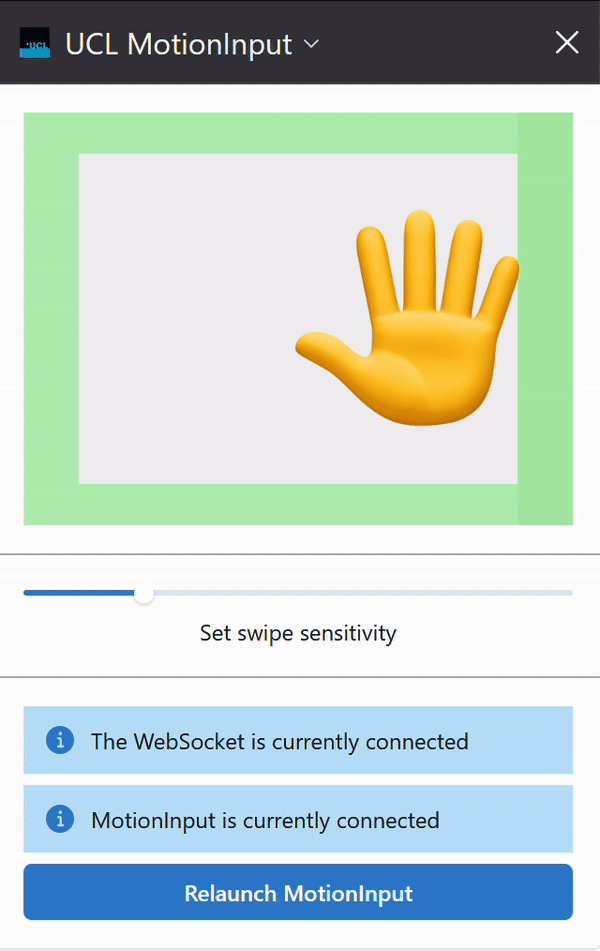 UCL
UCL MotionInput
Set swipe sensitivity
The WebSocket is currently connected
MotionInput is currently connected
Relaunch MotionInput